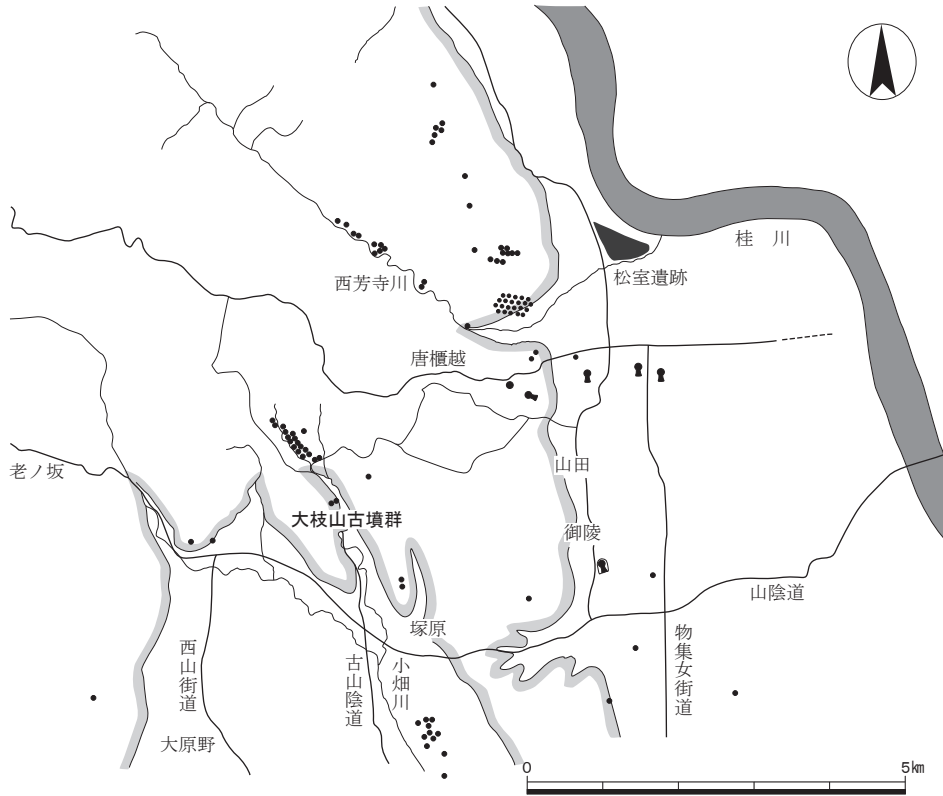 桂　川
松室遺跡
西芳寺川
唐櫃越
老ノ坂
山田
大枝山古墳群
御陵
山陰道
塚原
物集女街道
西山街道
古山陰道
小畑川
大原野
0
5㎞